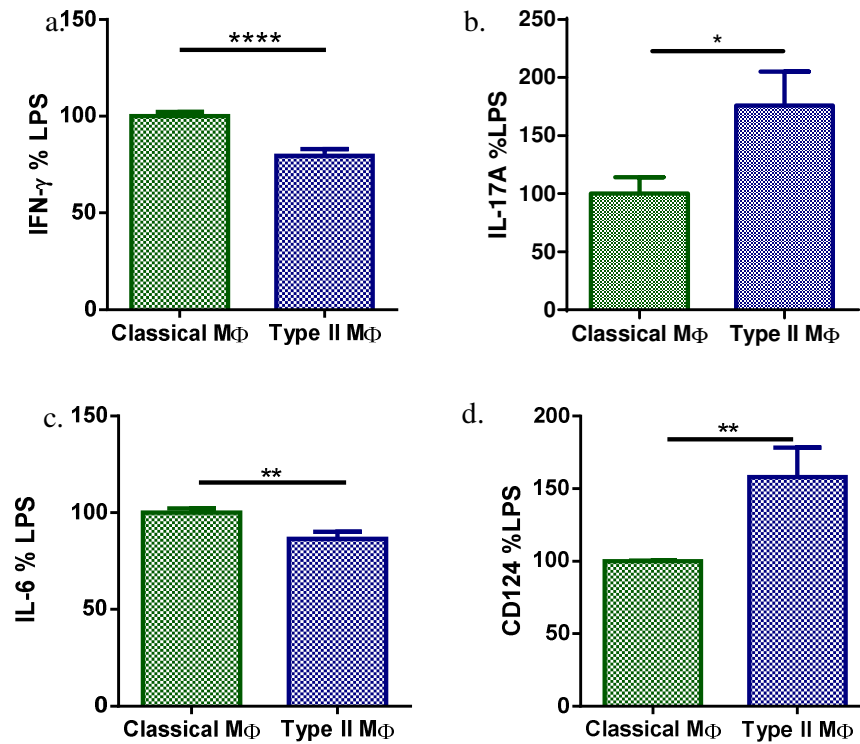 a.
****
150
100
50
0
IFN-γ % LPS
Classical MΦ Type II MΦ
b.
*
250
200
150
100
50
0
IL-17A %LPS
Classical MΦ Type II MΦ
c.
**
150
100
50
0
IL-6 % LPS
Classical MΦ Type II MΦ
d.
**
200
150
100
50
0
CD124 %LPS
Classical MΦ Type II MΦ